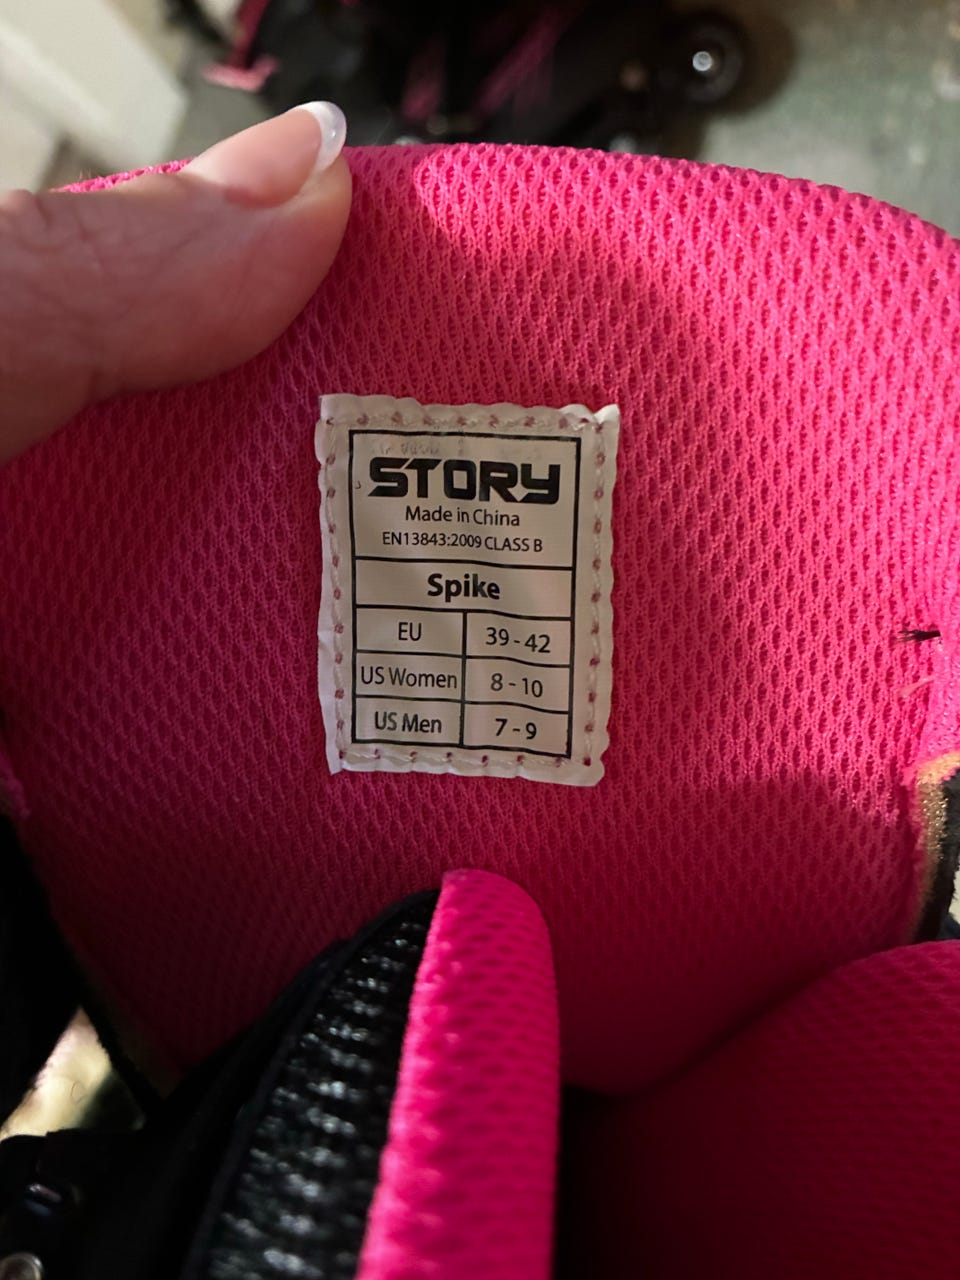 STORY
Made in China
EN13843:2009 CLASS B
Spike
EU 39 - 42
US Women 8 - 10
US Men 7 - 9